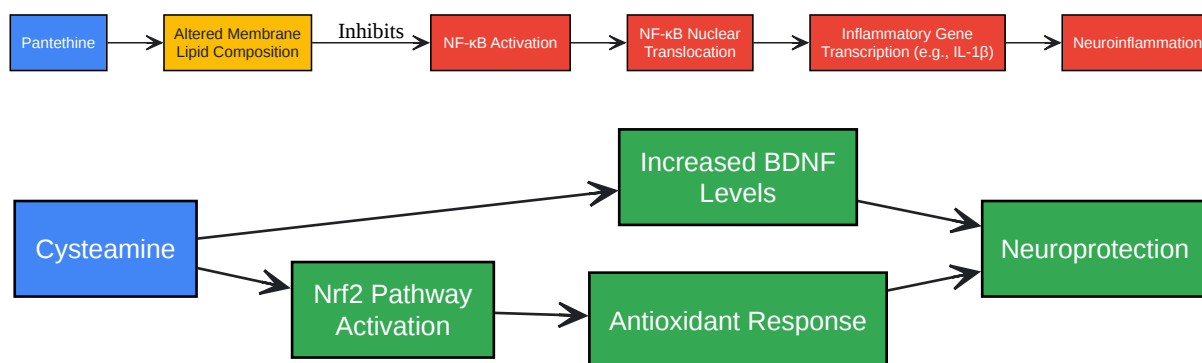 Pantethine
Altered Membrane
Lipid Composition
Inhibits
NF-κB Activation
NF-κB Nuclear
Translocation
Inflammatory Gene
Transcription (e.g., IL-1β)
Neuroinflammation
Cysteamine
Increased BDNF
Levels
Nrf2 Pathway
Activation
Antioxidant Response
Neuroprotection